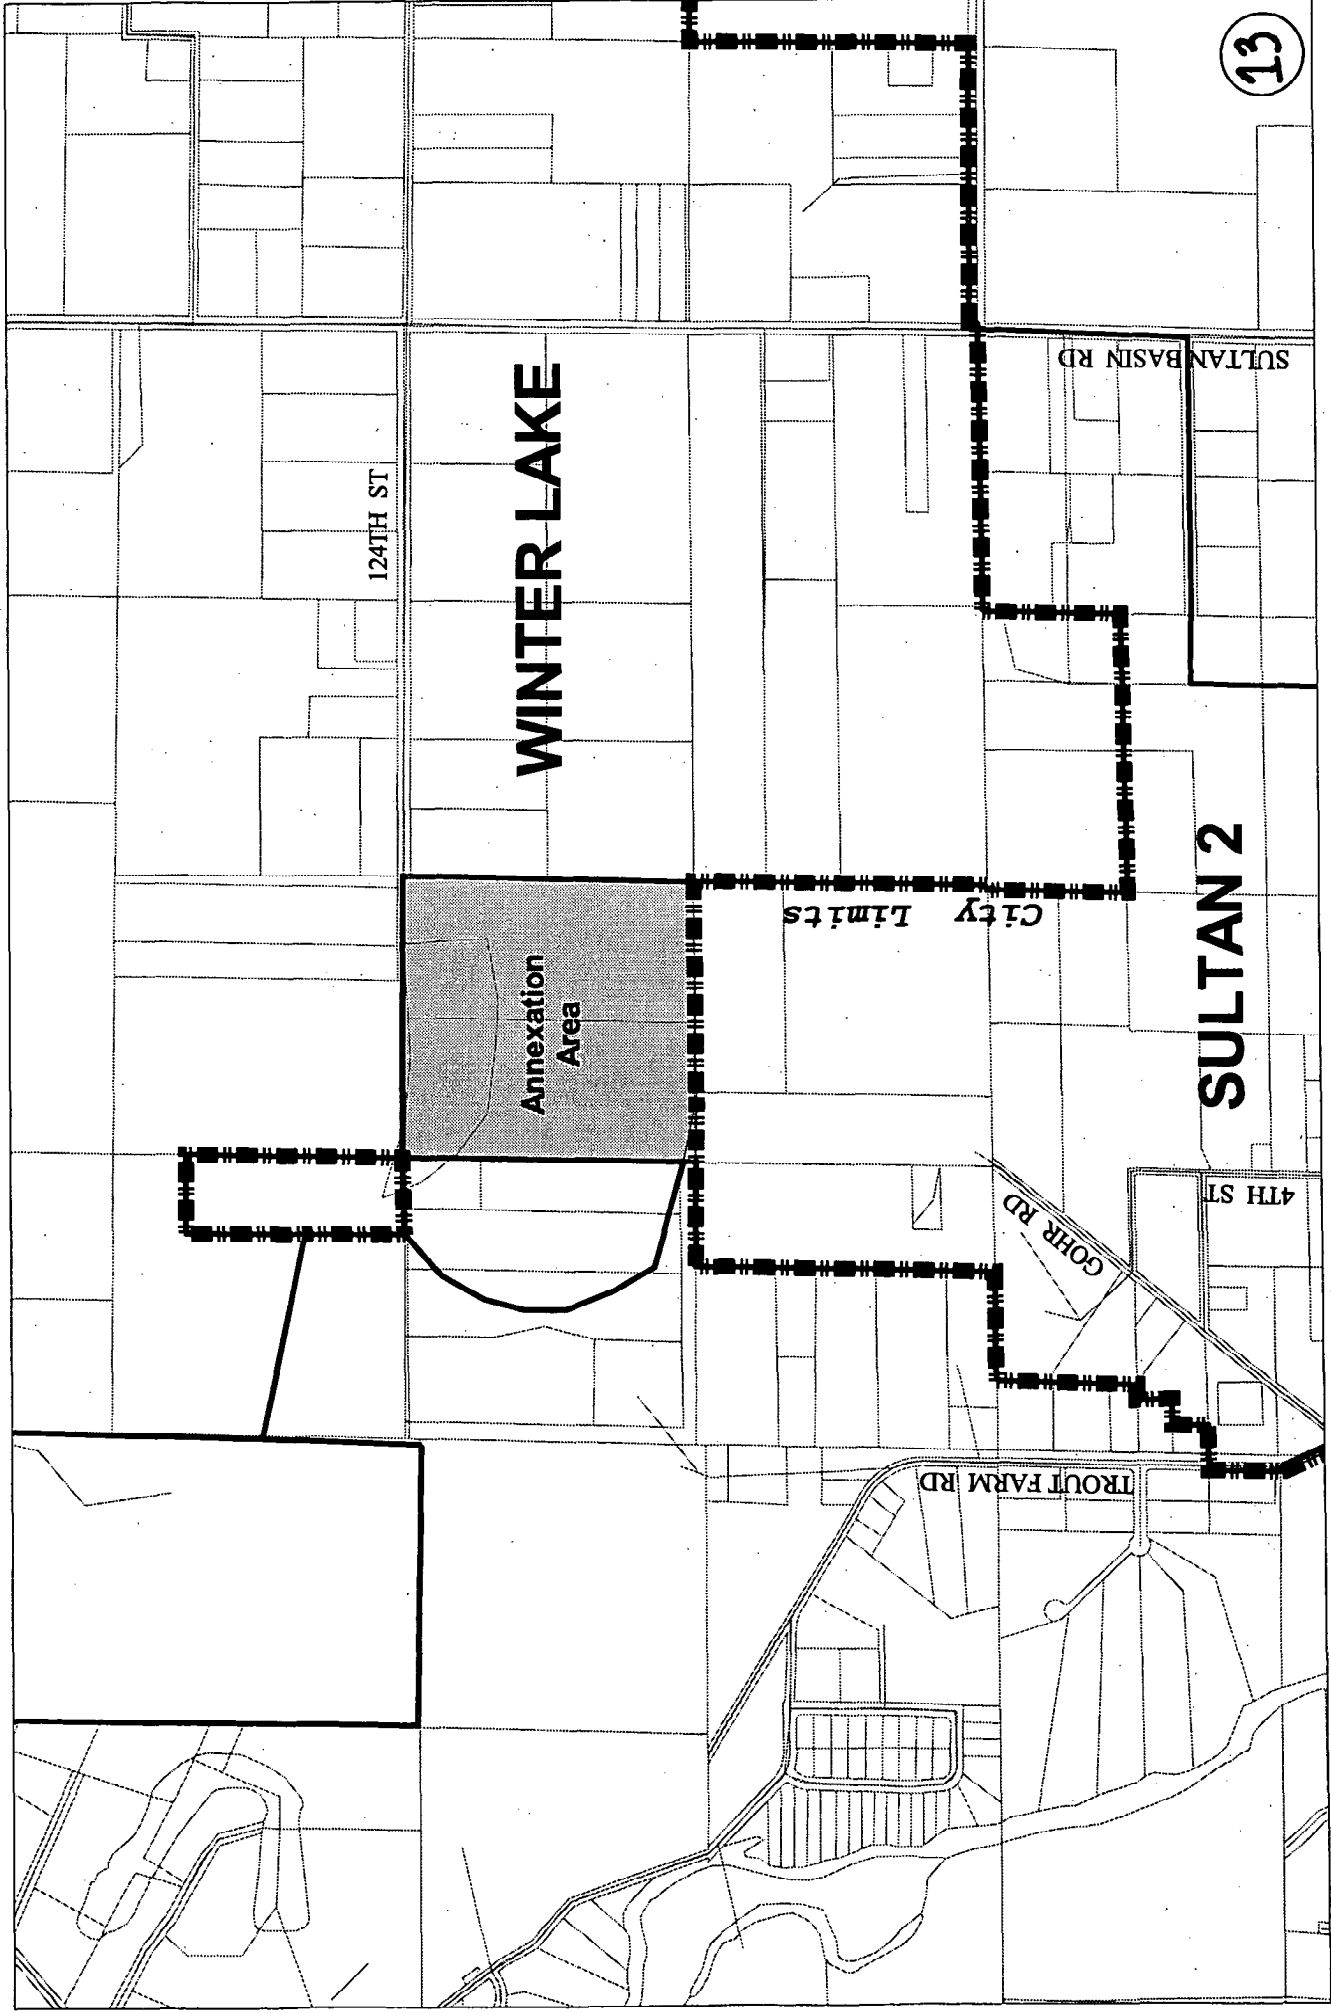 13
SULTAN BASIN RD
124TH ST
WINTER LAKE
City Limits
SULTAN 2
Annexation
Area
4TH ST
GOHR RD
TROUT FARM RD